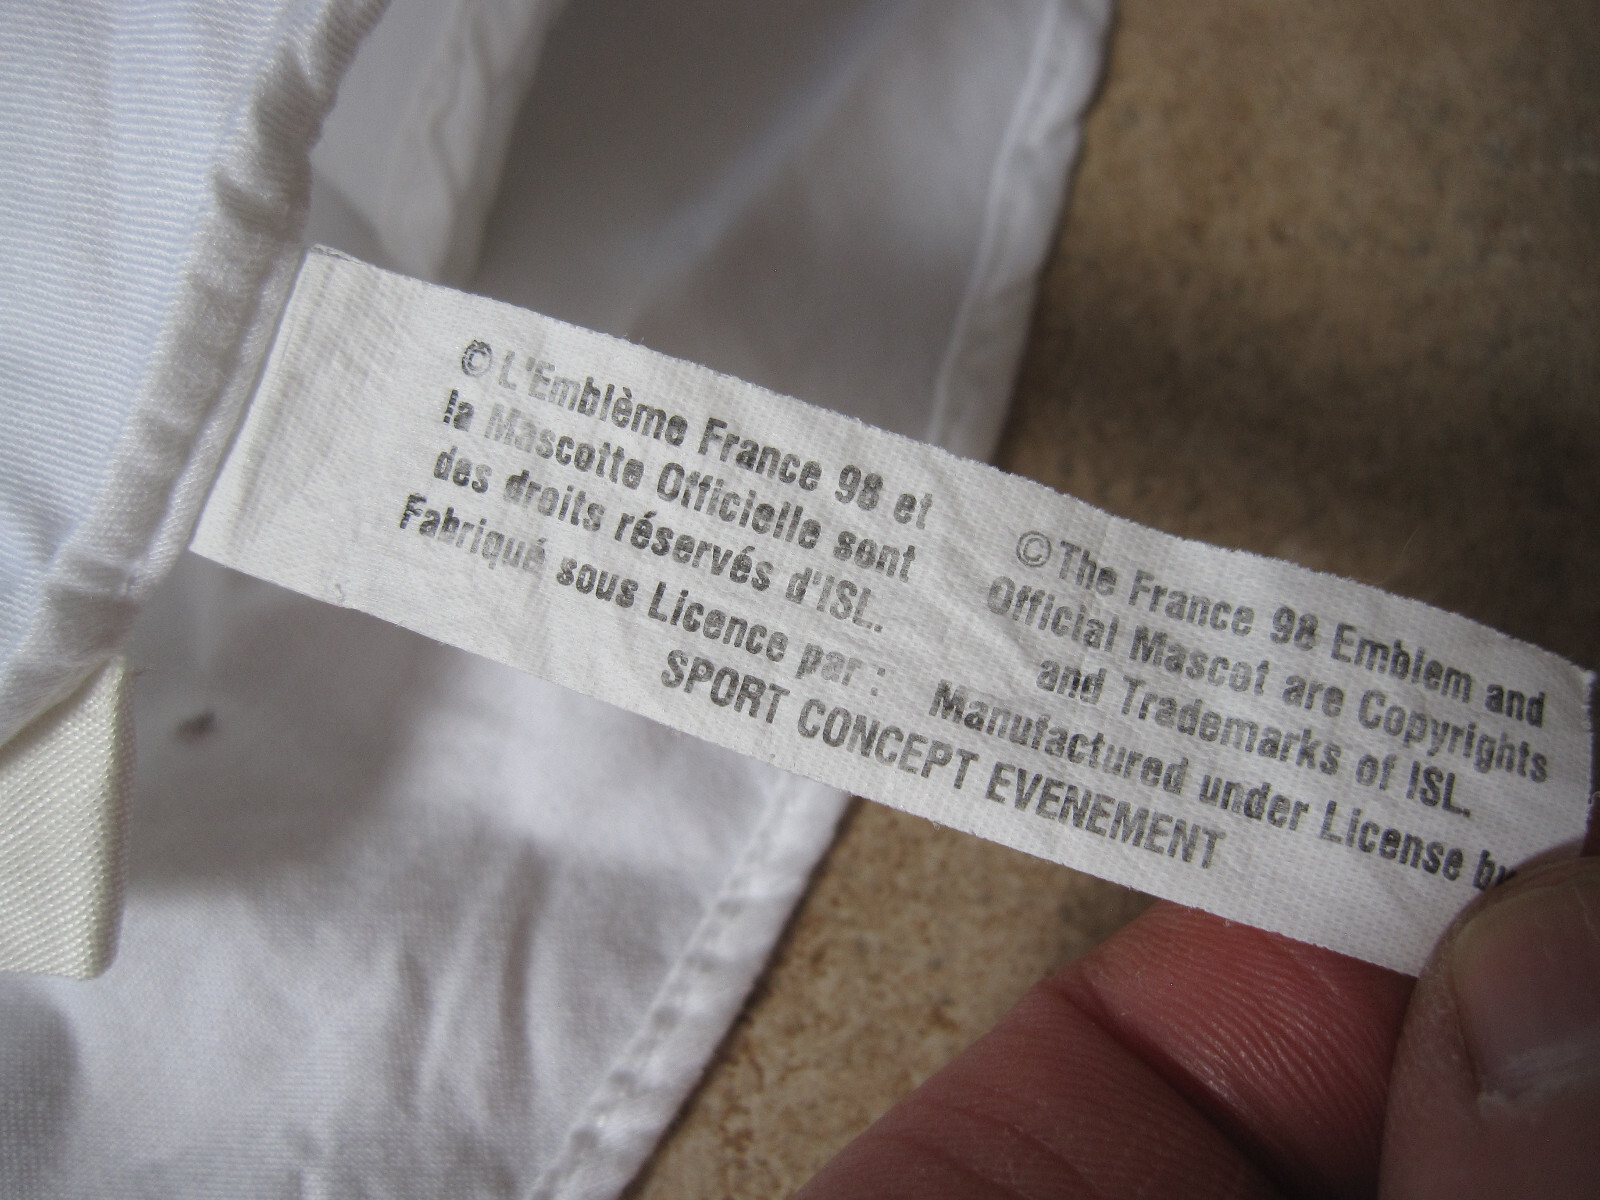 © L'Emblème France 98 et
la Mascotte Officielle sont
des droits réservés d'ISL.
Fabriqué sous Licence par :
© The France 98 Emblem and
Official Mascot are Copyrights
and Trademarks of ISL.
Manufactured under License by
SPORT CONCEPT EVENEMENT